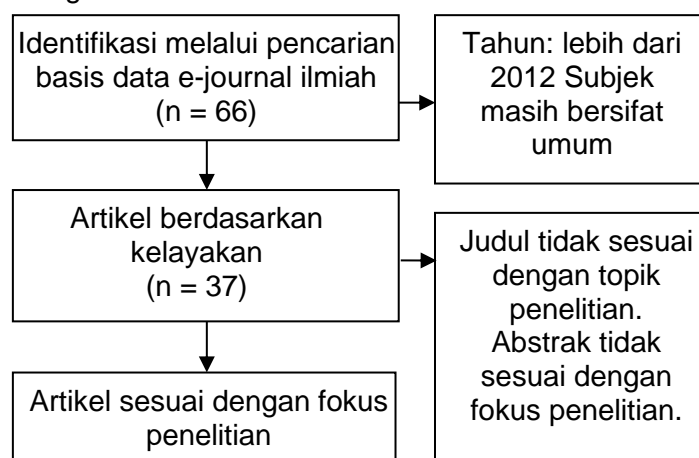 Identifikasi melalui pencarian
basis data e-journal ilmiah
(n = 66)
Tahun: lebih dari
2012 Subjek
masih bersifat
umum
Artikel berdasarkan
kelayakan
(n = 37)
Judul tidak sesuai
dengan topik
penelitian.
Abstrak tidak
sesuai dengan
fokus penelitian.
Artikel sesuai dengan fokus
penelitian